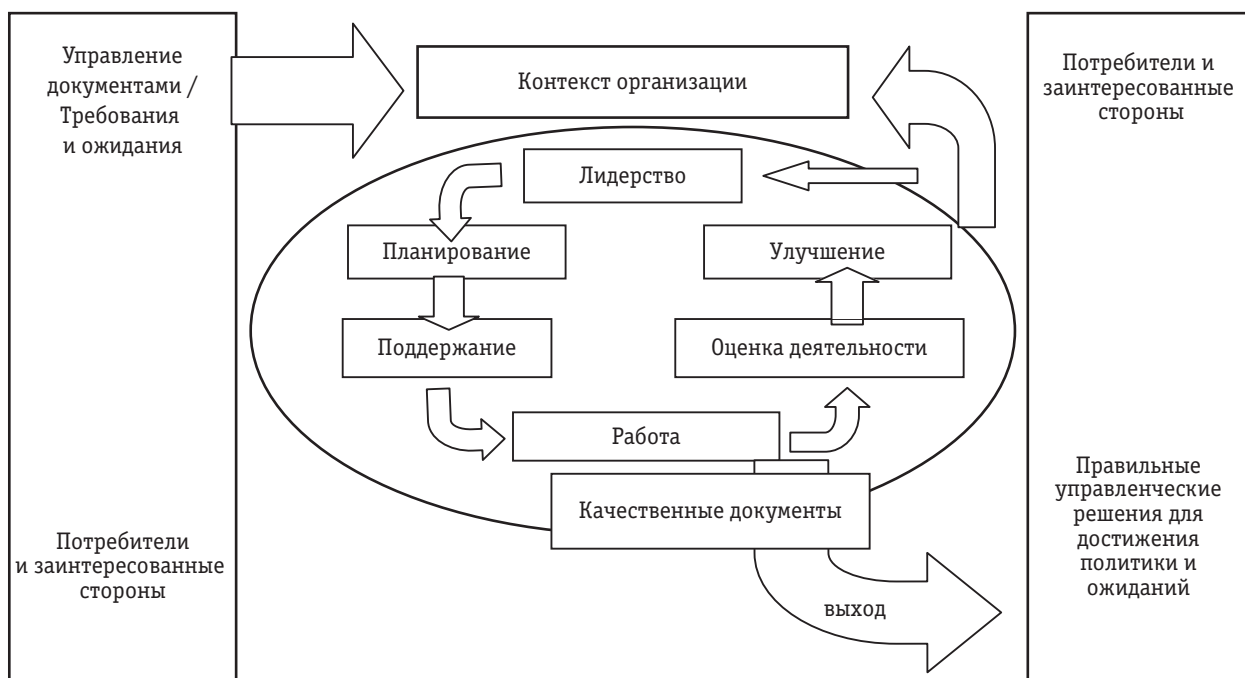 Управление
документами /
Требования
и ожидания
Потребители
и заинтересованные
стороны
Контекст организации
Лидерство
Планирование
Поддержание
Работа
Качественные документы
Оценка деятельности
Улучшение
выход
Потребители и
заинтересованные
стороны
Правильные
управленческие
решения для
достижения
политики и
ожиданий